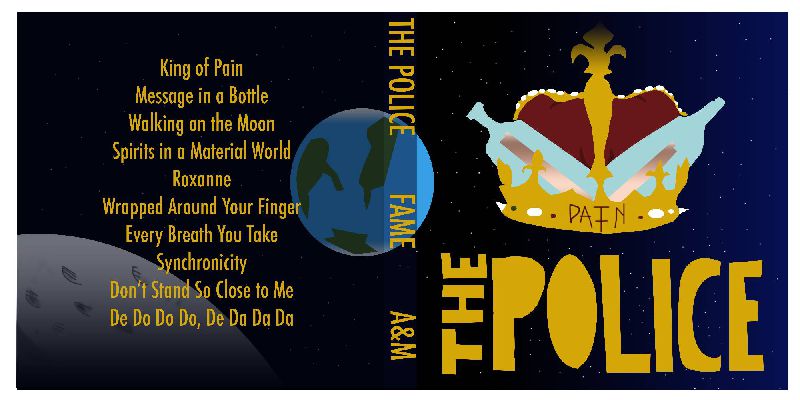 King of Pain
Message in a Bottle
Walking on the Moon
Spirits in a Material World
Roxanne
Wrapped Around Your Finger
Every Breath You Take
Synchronicity
Don't Stand So Close to Me
De Do Do Do, De Da Da Da
THE POLICE FAME A&M
PAIN
THE POLICE